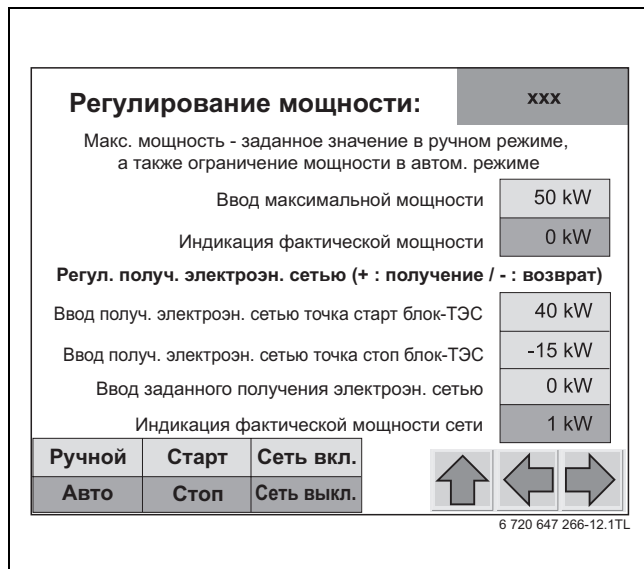 Регулирование мощности: xxx
Макс. мощность - заданное значение в ручном режиме,
а также ограничение мощности в автом. режиме
Ввод максимальной мощности 50 kW
Индикация фактической мощности 0 kW
Регул. получ. электроэн. сетью (+ : получение / - : возврат)
Ввод получ. электроэн. сетью точка старт блок-ТЭС 40 kW
Ввод получ. электроэн. сетью точка стоп блок-ТЭС -15 kW
Ввод заданного получения электроэн. сетью 0 kW
Индикация фактической мощности сети 1 kW
Ручной Старт Сеть вкл.
Авто Стоп Сеть выкл.
6 720 647 266-12.1TL